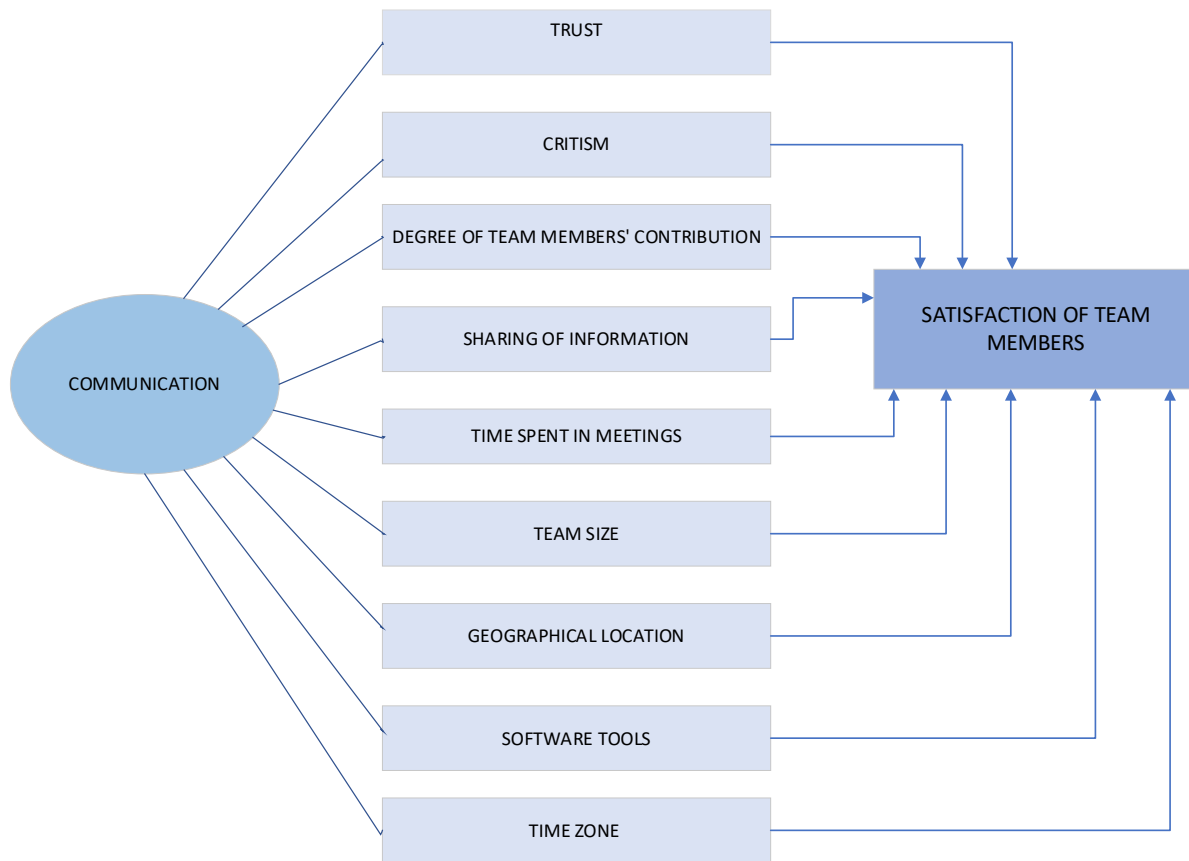 TRUST
CRITISM
DEGREE OF TEAM MEMBERS' CONTRIBUTION
SHARING OF INFORMATION
SATISFACTION OF TEAM
MEMBERS
COMMUNICATION
TIME SPENT IN MEETINGS
TEAM SIZE
GEOGRAPHICAL LOCATION
SOFTWARE TOOLS
TIME ZONE